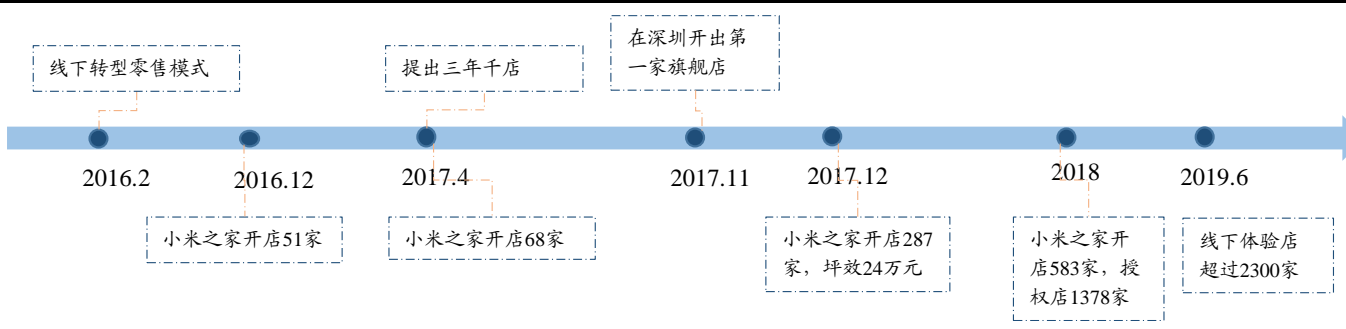 线下转型零售模式
提出三年千店
在深圳开出第
一家旗舰店
2016.2
2016.12
2017.4
2017.11
2017.12
2018
2019.6
小米之家开店51家
小米之家开店68家
小米之家开店287
家，坪效24万元
小米之家开
店583家，授
权店1378家
线下体验店
超过2300家